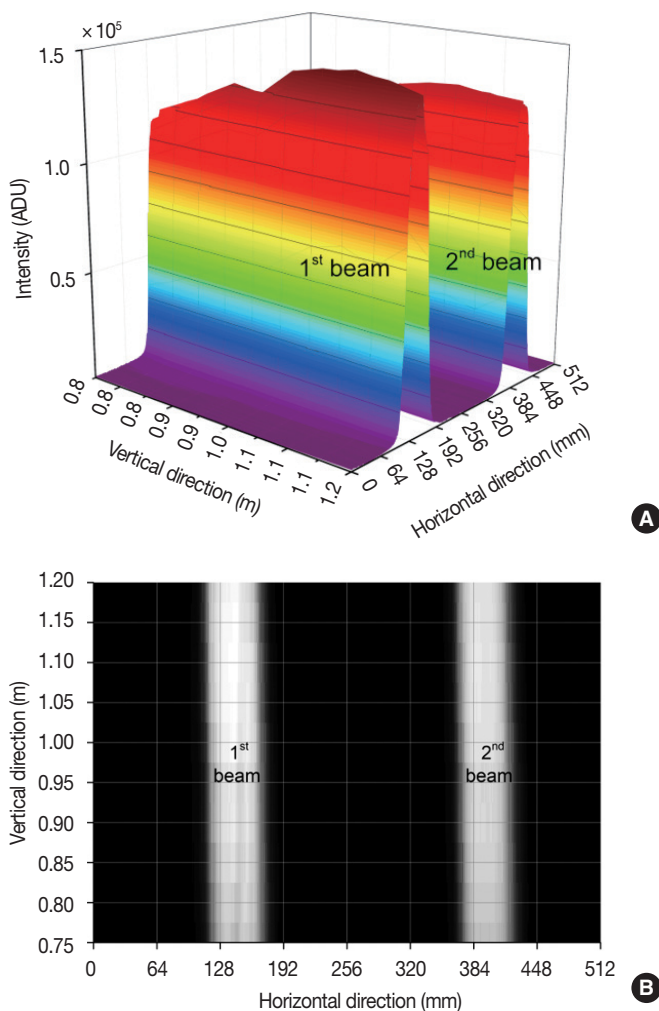 × 10⁵
1.5
1.0
0.5
Intensity (ADU)
1st beam
2nd beam
0.8
0.8
0.8
0.9
0.9
1.0
1.1
1.1
1.1
1.2
Vertical direction (m)
0
64
128
192
256
320
384
448
512
Horizontal direction (mm)
A
1.20
1.15
1.10
1.05
1.00
0.95
0.90
0.85
0.80
0.75
Vertical direction (m)
1st
beam
2nd
beam
0 64 128 192 256 320 384 448 512
Horizontal direction (mm)
B